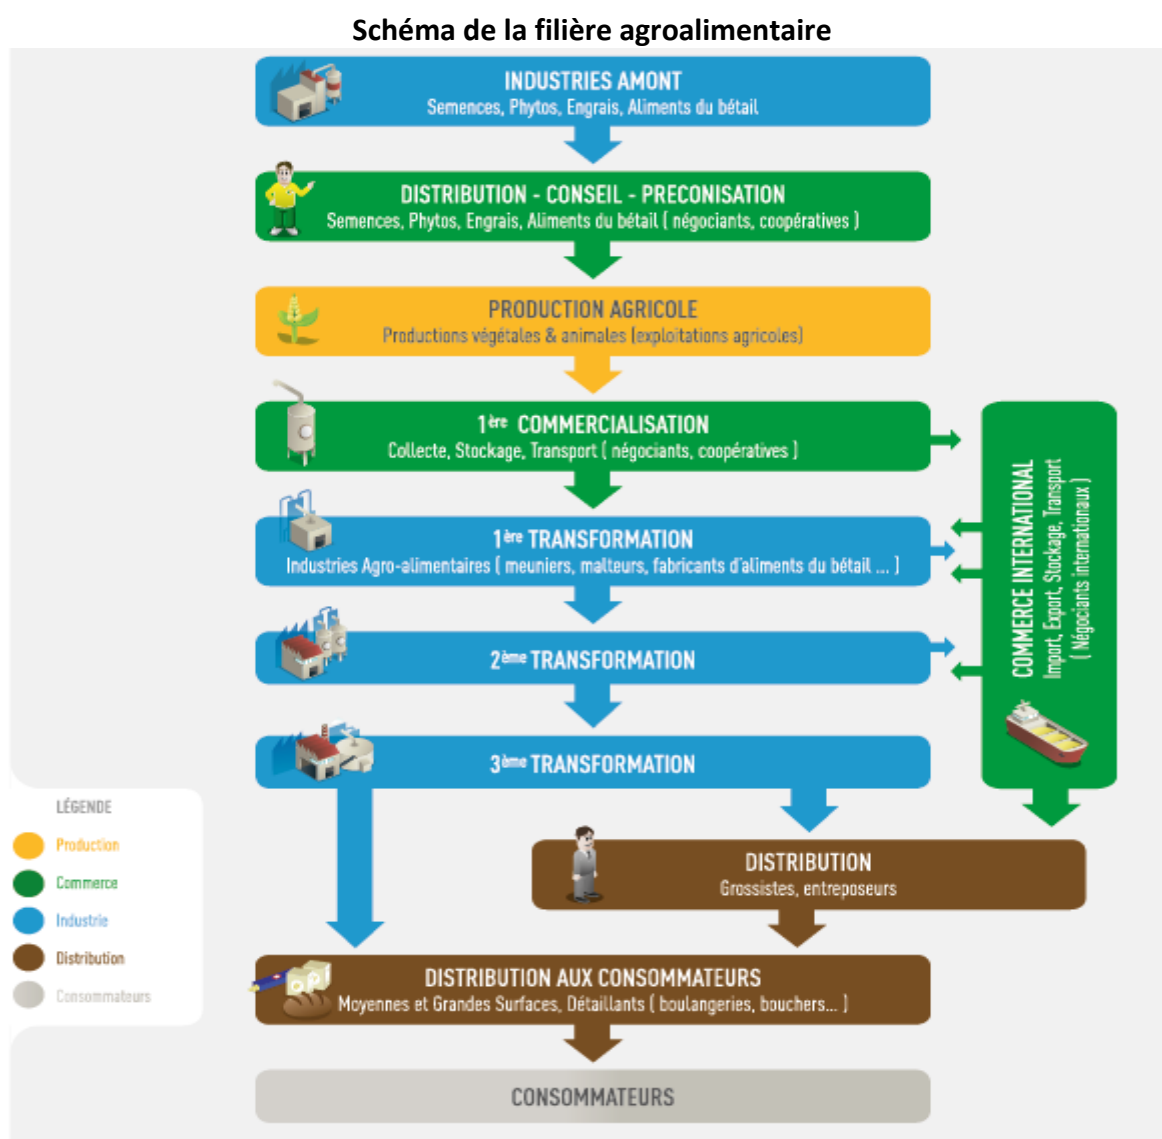 Schéma de la filière agroalimentaire
INDUSTRIES AMONT
Semences, Phytos, Engrais, Aliments du bétail
DISTRIBUTION - CONSEIL - PRECONISATION
Semences, Phytos, Engrais, Aliments du bétail ( négociants, coopératives )
PRODUCTION AGRICOLE
Productions végétales & animales (exploitations agricoles)
1ère COMMERCIALISATION
Collecte, Stockage, Transport ( négociants, coopératives )
1ère TRANSFORMATION
Industries Agro-alimentaires ( meuniers, malteurs, fabricants d'aliments du bétail ... )
2ème TRANSFORMATION
3ème TRANSFORMATION
COMMERCE INTERNATIONAL
Import, Export, Stockage, Transport
( Négociants internationaux )
DISTRIBUTION
Grossistes, entreposeurs
DISTRIBUTION AUX CONSOMMATEURS
Moyennes et Grandes Surfaces, Détaillants ( boulangeries, bouchers... )
CONSOMMATEURS
LÉGENDE
Production
Commerce
Industrie
Distribution
Consommateurs